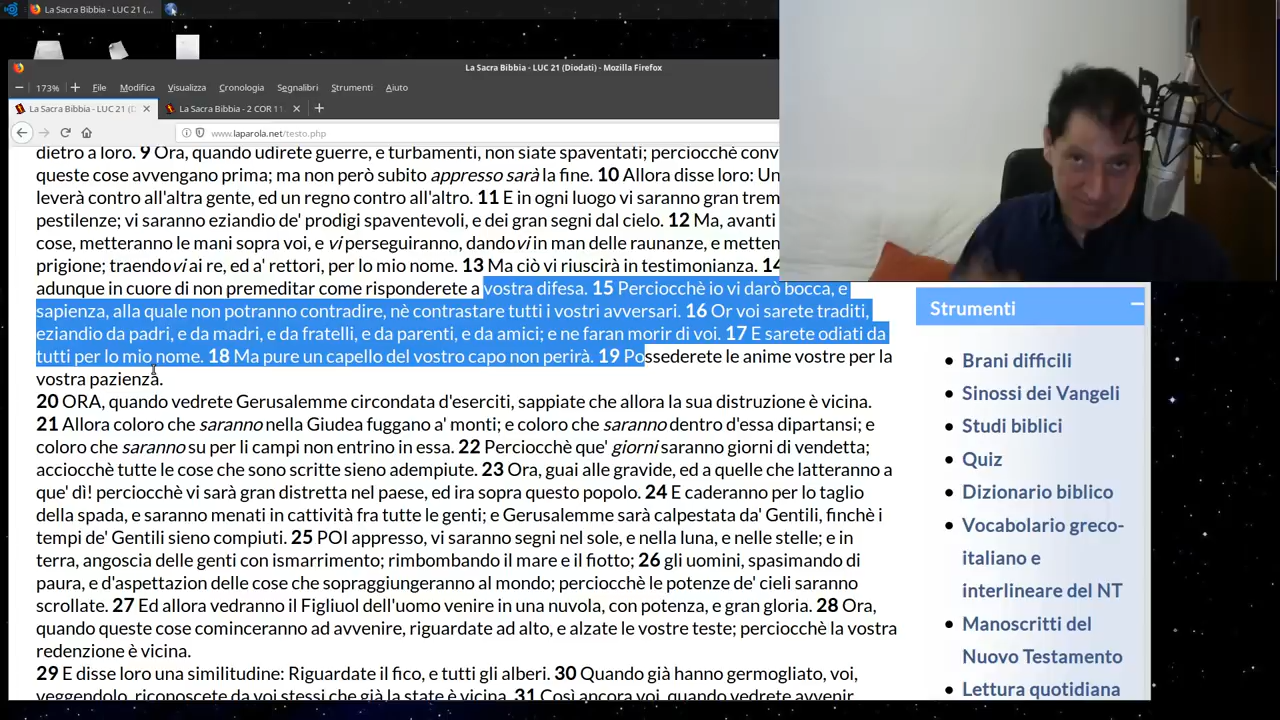 La Sacra Bibbia - LUC 21 (...
La Sacra Bibbia - LUC 21 (Diodati) - Mozilla Firefox
173% File Modifica Visualizza Cronologia Segnalibri Strumenti Aiuto
La Sacra Bibbia - LUC 21 (D La Sacra Bibbia - 2 COR 11
www.laparola.net/testo.php
dietro a loro. 9 Ora, quando udirete guerre, e turbamenti, non siate spaventati; perciocchè conv
queste cose avvengano prima; ma non però subito appresso sarà la fine. 10 Allora disse loro: Un
leverà contro all'altra gente, ed un regno contro all'altro. 11 E in ogni luogo vi saranno gran trem
pestilenze; vi saranno eziandio de' prodigi spaventevoli, e dei gran segni dal cielo. 12 Ma, avanti
cose, metteranno le mani sopra voi, e vi perseguiranno, dandovi in man delle raunanze, e metten
prigione; traendovi ai re, ed a' rettori, per lo mio nome. 13 Ma ciò vi riuscirà in testimonianza. 14
adunque in cuore di non premeditar come risponderete a vostra difesa. 15 Perciocchè io vi darò bocca, e
sapienza, alla quale non potranno contradire, nè contrastare tutti i vostri avversari. 16 Or voi sarete traditi,
eziandio da padri, e da madri, e da fratelli, e da parenti, e da amici; e ne faran morir di voi. 17 E sarete odiati da
tutti per lo mio nome. 18 Ma pure un capello del vostro capo non perirà. 19 Possederete le anime vostre per la
vostra pazienza.
20 ORA, quando vedrete Gerusalemme circondata d'eserciti, sappiate che allora la sua distruzione è vicina.
21 Allora coloro che saranno nella Giudea fuggano a' monti; e coloro che saranno dentro d'essa dipartansi; e
coloro che saranno su per li campi non entrino in essa. 22 Perciocchè que' giorni saranno giorni di vendetta;
acciocchè tutte le cose che sono scritte sieno adempiute. 23 Ora, guai alle gravide, ed a quelle che latteranno a
que' dì! perciocchè vi sarà gran distretta nel paese, ed ira sopra questo popolo. 24 E caderanno per lo taglio
della spada, e saranno menati in cattività fra tutte le genti; e Gerusalemme sarà calpestata da' Gentili, finchè i
tempi de' Gentili sieno compiuti. 25 POI appresso, vi saranno segni nel sole, e nella luna, e nelle stelle; e in
terra, angoscia delle genti con ismarrimento; rimbombando il mare e il fiotto; 26 gli uomini, spasimando di
paura, e d'aspettazion delle cose che sopraggiungeranno al mondo; perciocchè le potenze de' cieli saranno
scrollate. 27 Ed allora vedranno il Figliuol dell'uomo venire in una nuvola, con potenza, e gran gloria. 28 Ora,
quando queste cose cominceranno ad avvenire, riguardate ad alto, e alzate le vostre teste; perciocchè la vostra
redenzione è vicina.
29 E disse loro una similitudine: Riguardate il fico, e tutti gli alberi. 30 Quando già hanno germogliato, voi,
veggendolo, riconoscete da voi stessi che già la state è vicina. 31 Così ancora voi, quando vedrete avvenir
Strumenti
Brani difficili
Sinossi dei Vangeli
Studi biblici
Quiz
Dizionario biblico
Vocabolario greco-
italiano e
interlineare del NT
Manoscritti del
Nuovo Testamento
Lettura quotidiana